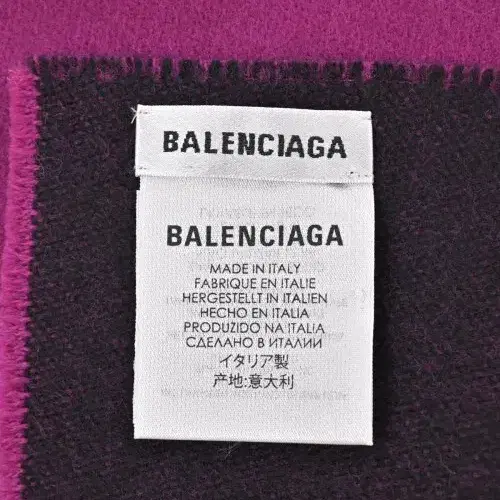 BALENCIAGA
BALENCIAGA
MADE IN ITALY
FABRIQUE EN ITALIE
HERGESTELLT IN ITALIEN
HECHO EN ITALIA
PRODUZIDO NA ITALIA
СДЕЛАНО В ИТАЛИИ
イタリア製
产地:意大利